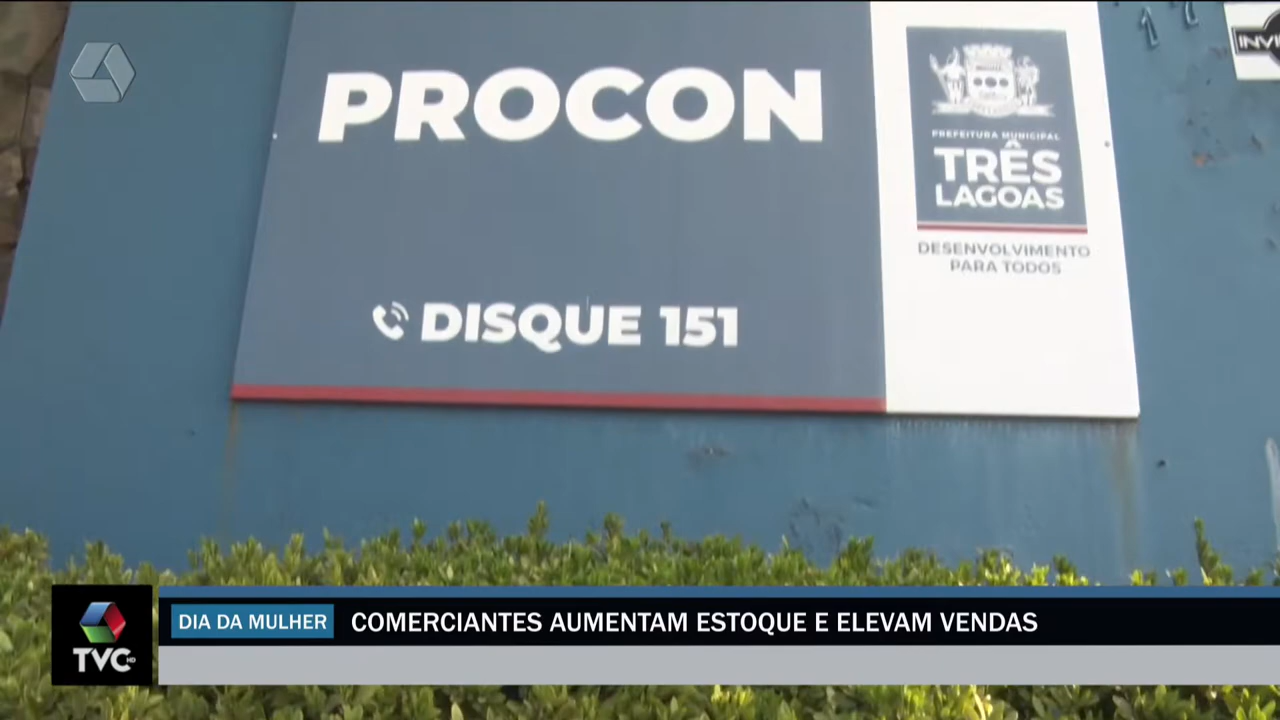 PROCON
DISQUE 151
PREFEITURA MUNICIPAL
TRÊS
LAGOAS
DESENVOLVIMENTO
PARA TODOS
DIA DA MULHER
COMERCIANTES AUMENTAM ESTOQUE E ELEVAM VENDAS
TVC HD